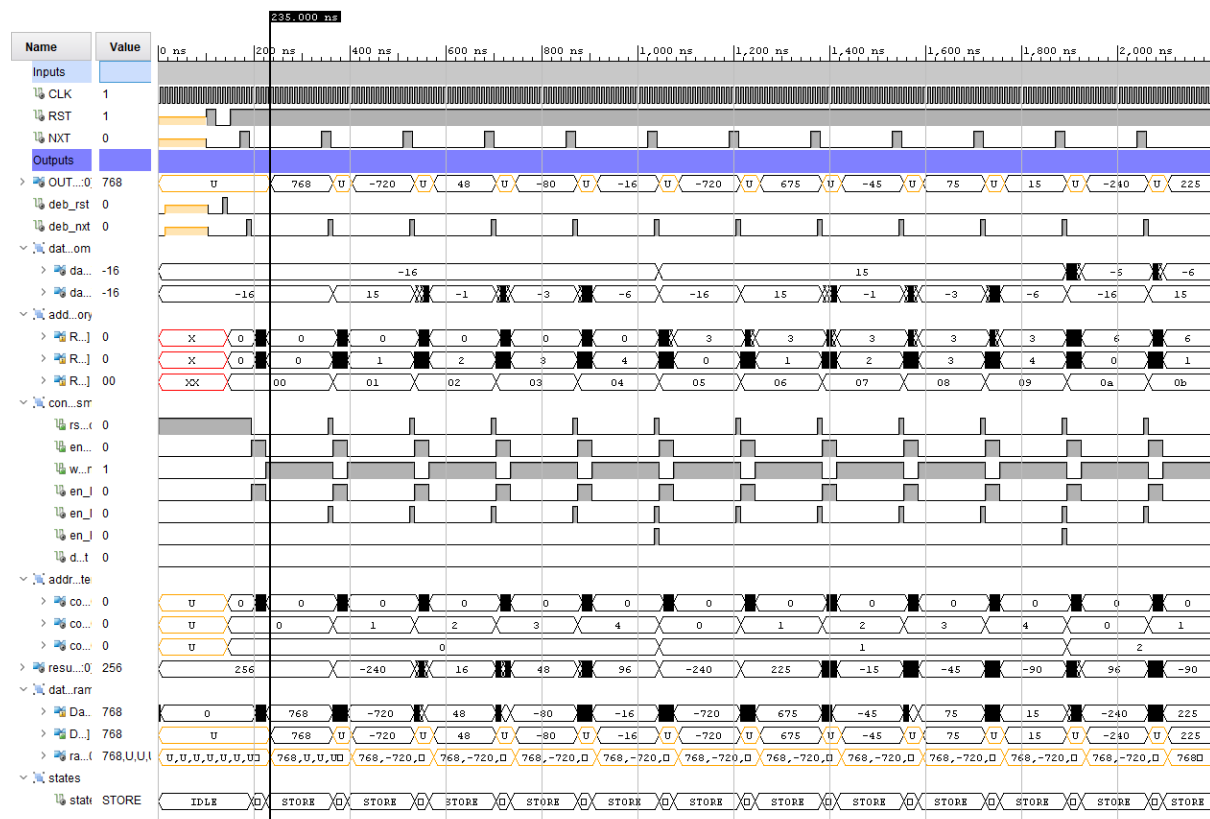 235.000 ns
Name Value 0 ns 200 ns 400 ns 600 ns 800 ns 1,000 ns 1,200 ns 1,400 ns 1,600 ns 1,800 ns 2,000 ns
Inputs
CLK 1
RST 1
NXT 0
Outputs
OUT...:0] 768 U 768 U -720 U 48 U -80 U -16 U -720 U 675 U -45 U 75 U 15 U -240 U 225
deb_rst 0
deb_nxt 0
dat...om
da... -16 -16 15 -6 -6
da... -16 -16 15 -1 -3 -6 -16 15 -1 -3 -6 -16 15
add...ory
R...] 0 X 0 0 0 0 0 0 3 3 3 3 3 6 6
R...] 0 X 0 0 1 2 3 4 0 1 2 3 4 0 1
R...] 00 XX 00 01 02 03 04 05 06 07 08 09 0a 0b
con...sm
rs...( 0
en... 0
w...r 1
en_l 0
en_l 0
en_l 0
d...t 0
addr...te
co... 0 U 0 0 0 0 0 0 0 0 0 0 0 0 0
co... 0 U 0 1 2 3 4 0 1 2 3 4 0 1
co... 0 U 0 1 2
resu...:0] 256 256 -240 16 48 96 -240 225 -15 -45 -90 96 -90
dat...ram
Da... 768 0 768 -720 48 -80 -16 -720 675 -45 75 15 -240 225
D...] 768 U 768 U -720 U 48 U -80 U -16 U -720 U 675 U -45 U 75 U 15 U -240 U 225
ra...( 768,U,U,U U,U,U,U,U,U,U 768,U,U,U 768,-720, 768,-720, 768,-720, 768,-720, 768,-720, 768,-720, 768,-720, 768,-720, 768,-720, 768,-720, 768
states
state STORE IDLE STORE STORE STORE STORE STORE STORE STORE STORE STORE STORE STORE STORE